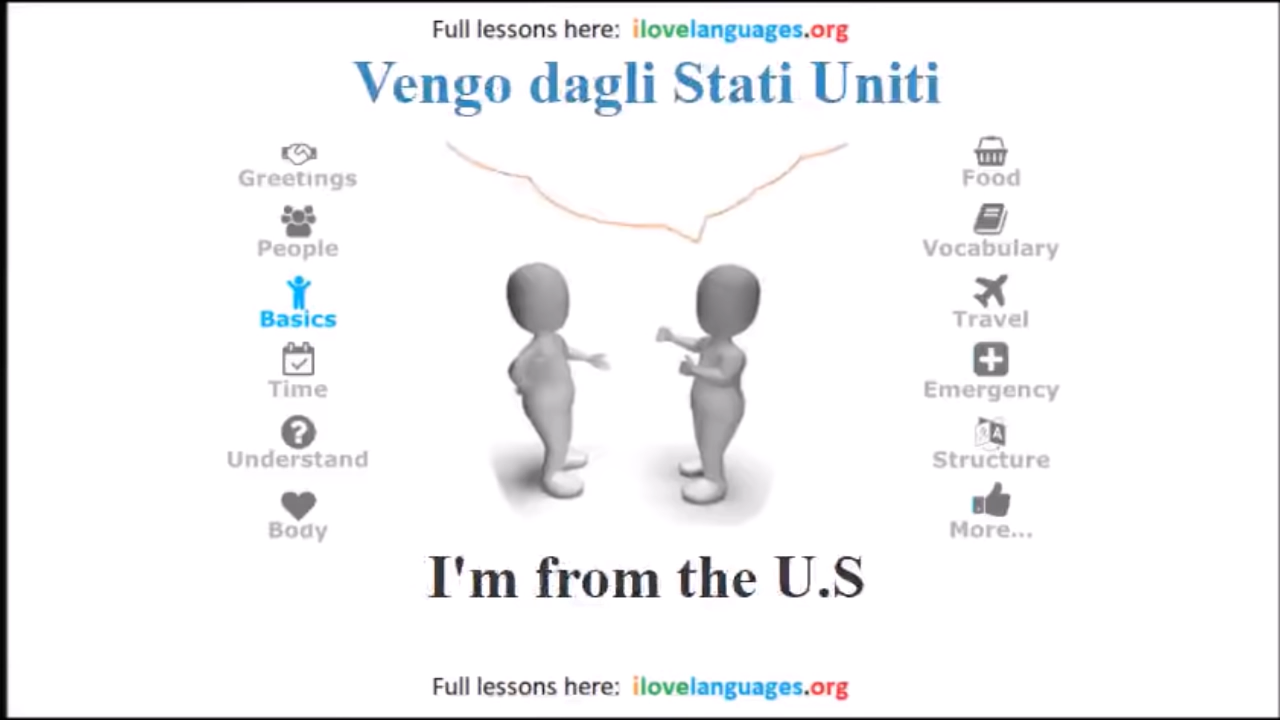 Full lessons here: ilovelanguages.org
Vengo dagli Stati Uniti
Greetings
People
Basics
Time
Understand
Body
Food
Vocabulary
Travel
Emergency
Structure
More...
I'm from the U.S
Full lessons here: ilovelanguages.org